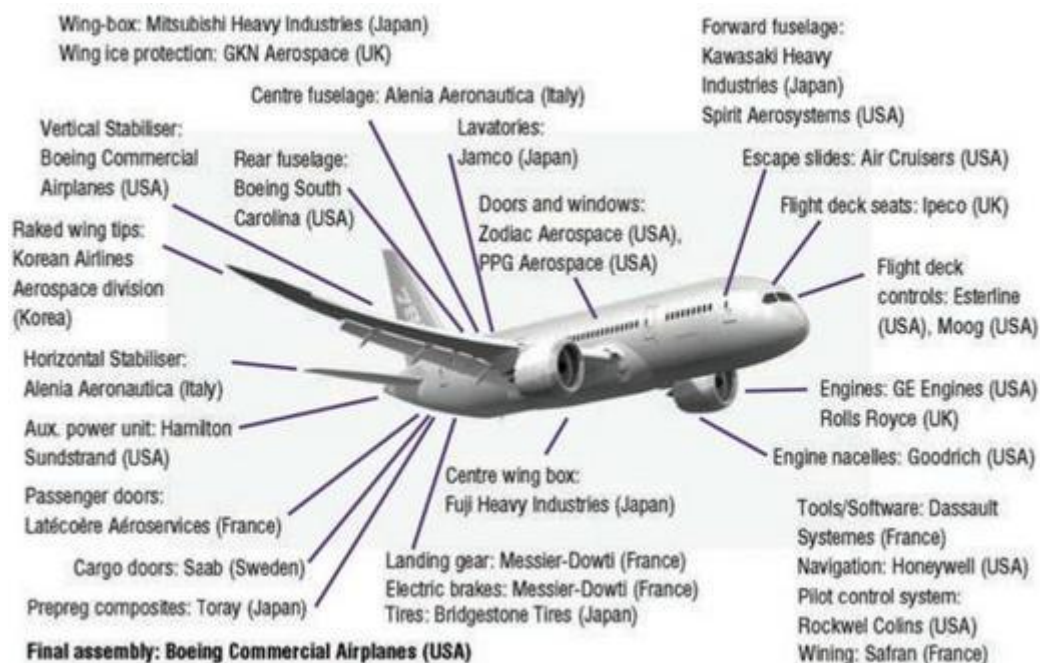 Wing-box: Mitsubishi Heavy Industries (Japan)
Wing ice protection: GKN Aerospace (UK)
Forward fuselage:
Kawasaki Heavy
Industries (Japan)
Spirit Aerosystems (USA)
Centre fuselage: Alenia Aeronautica (Italy)
Vertical Stabiliser:
Boeing Commercial
Airplanes (USA)
Rear fuselage:
Boeing South
Carolina (USA)
Lavatories:
Jamco (Japan)
Escape slides: Air Cruisers (USA)
Doors and windows:
Zodiac Aerospace (USA),
PPG Aerospace (USA)
Flight deck seats: Ipeco (UK)
Raked wing tips:
Korean Airlines
Aerospace division
(Korea)
Flight deck
controls: Esterline
(USA), Moog (USA)
Horizontal Stabiliser:
Alenia Aeronautica (Italy)
Engines: GE Engines (USA)
Rolls Royce (UK)
Aux. power unit: Hamilton
Sundstrand (USA)
Engine nacelles: Goodrich (USA)
Centre wing box:
Fuji Heavy Industries (Japan)
Passenger doors:
Latécoère Aéroservices (France)
Tools/Software: Dassault
Systemes (France)
Navigation: Honeywell (USA)
Pilot control system:
Rockwel Colins (USA)
Wining: Safran (France)
Cargo doors: Saab (Sweden)
Landing gear: Messier-Dowti (France)
Electric brakes: Messier-Dowti (France)
Tires: Bridgestone Tires (Japan)
Prepreg composites: Toray (Japan)
Final assembly: Boeing Commercial Airplanes (USA)